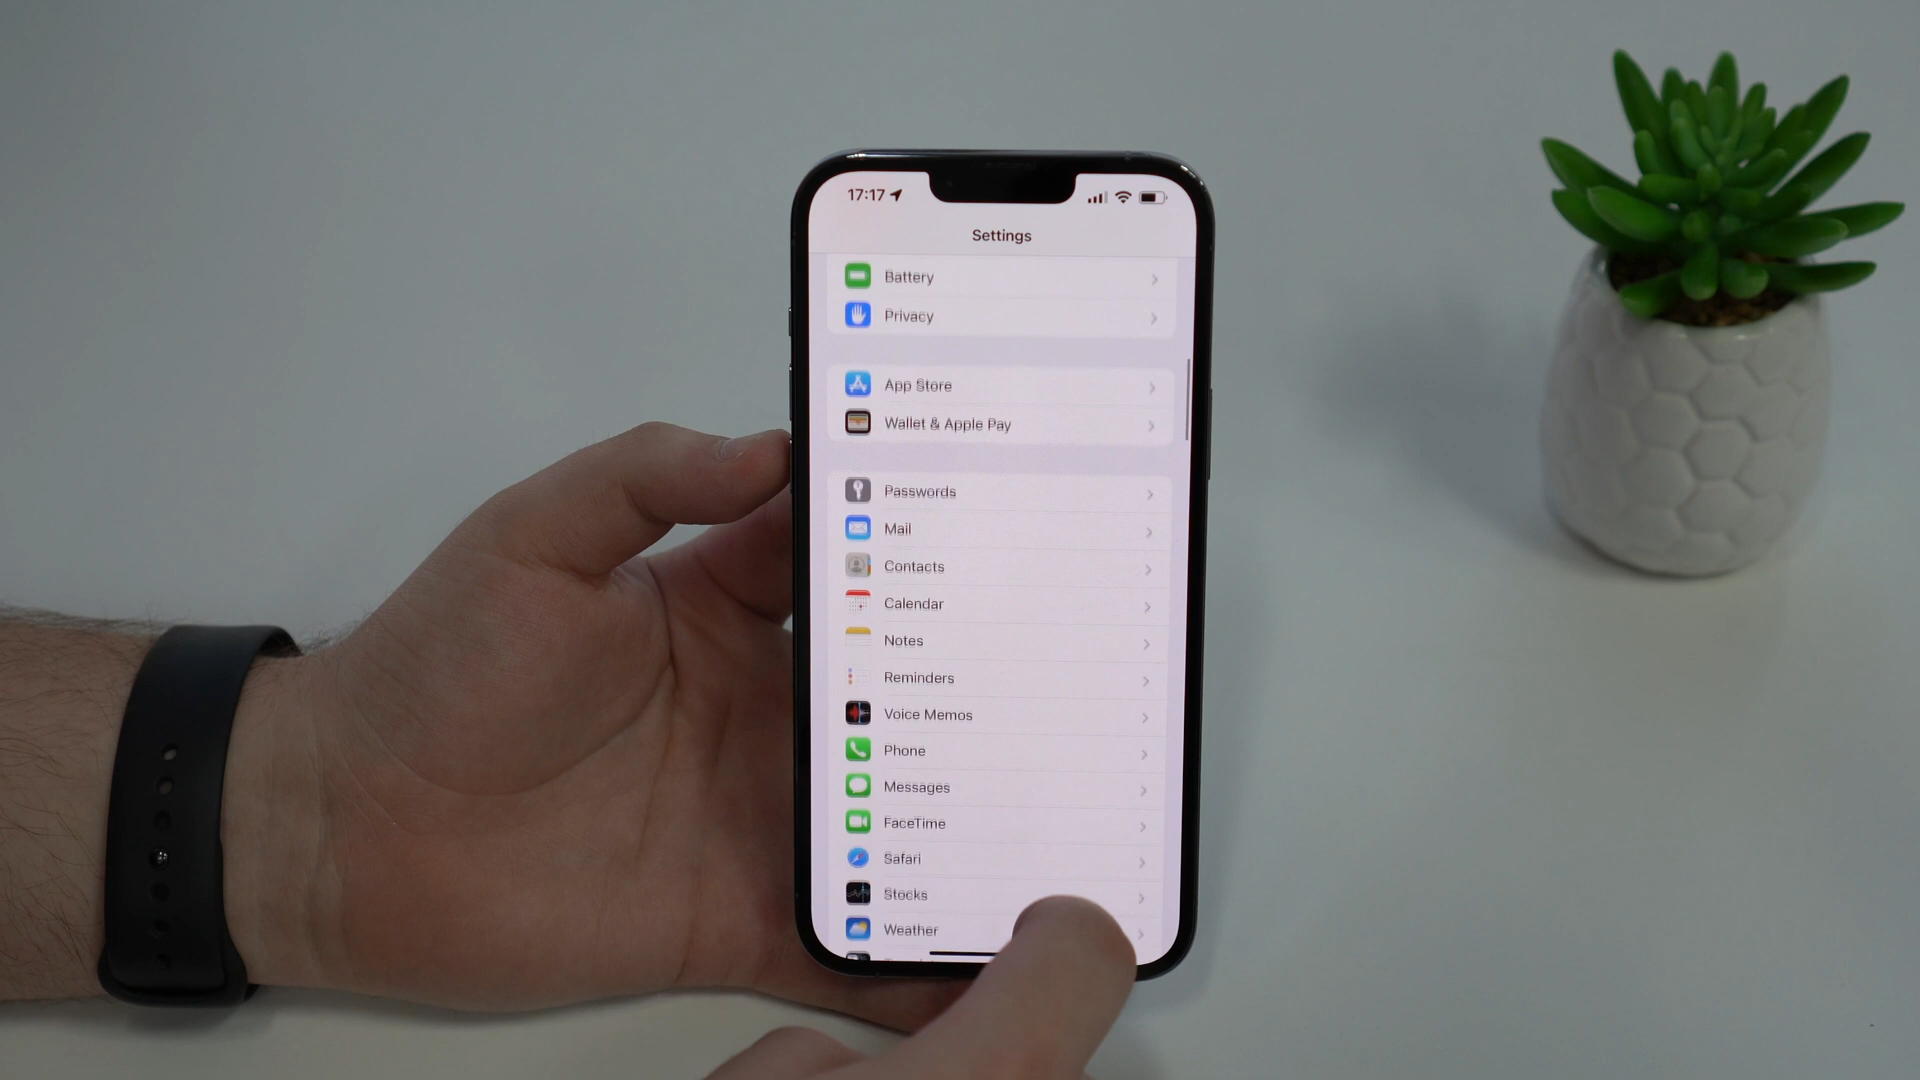 17:17
Settings
Battery
Privacy
App Store
Wallet & Apple Pay
Passwords
Mail
Contacts
Calendar
Notes
Reminders
Voice Memos
Phone
Messages
FaceTime
Safari
Stocks
Weather